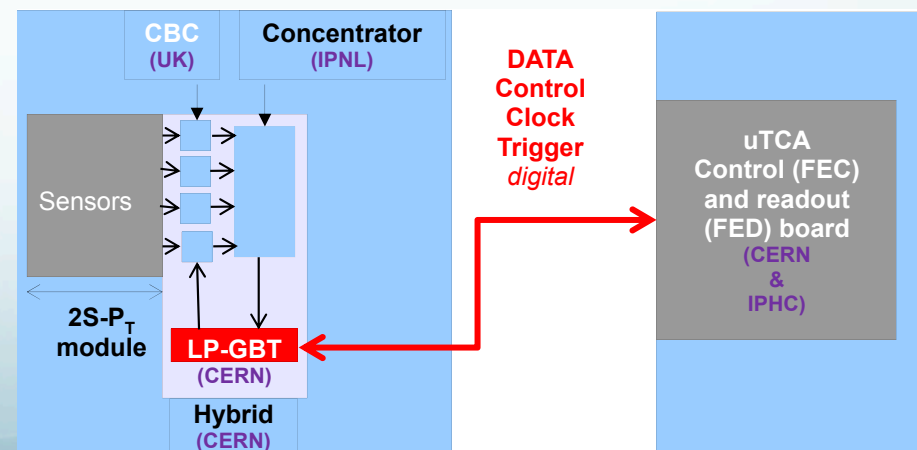 CBC
(UK)
Concentrator
(IPNL)
DATA
Control
Clock
Trigger
digital
Sensors
2S-PT
module
LP-GBT
(CERN)
Hybrid
(CERN)
uTCA
Control (FEC)
and readout
(FED) board
(CERN
&
IPHC)